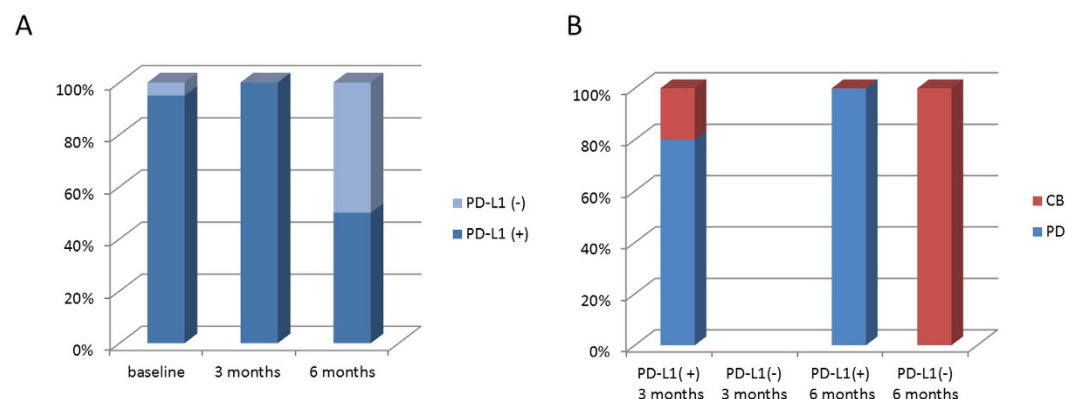 A
100%
80%
60%
40%
20%
0%
baseline
3 months
6 months
PD-L1 (-)
PD-L1 (+)
B
100%
80%
60%
40%
20%
0%
PD-L1( +)
3 months
PD-L1(-)
3 months
PD-L1(+)
6 months
PD-L1(-)
6 months
CB
PD